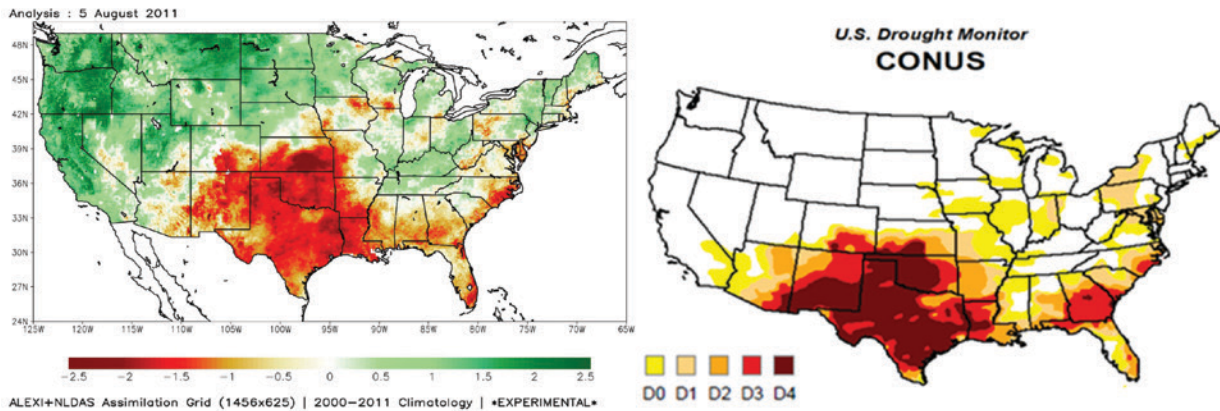 Analysis : 5 August 2011
48N
45N
42N
39N
36N
33N
30N
27N
24N
125W 120W 115W 110W 105W 100W 95W 90W 85W 80W 75W 70W 65W
-2.5 -2 -1.5 -1 -0.5 0 0.5 1 1.5 2 2.5
ALEXI+NLDAS Assimilation Grid (1456x625) | 2000-2011 Climatology | *EXPERIMENTAL*
U.S. Drought Monitor
CONUS
D0 D1 D2 D3 D4